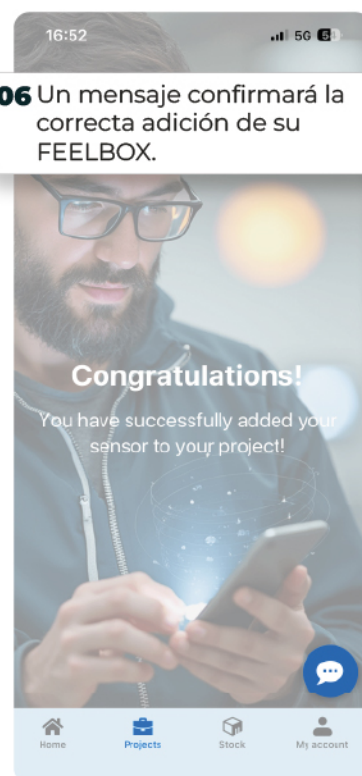 16:52
5G
06 Un mensaje confirmará la
correcta adición de su
FEELBOX.
Congratulations!
You have successfully added your
sensor to your project!
Home
Projects
Stock
My account